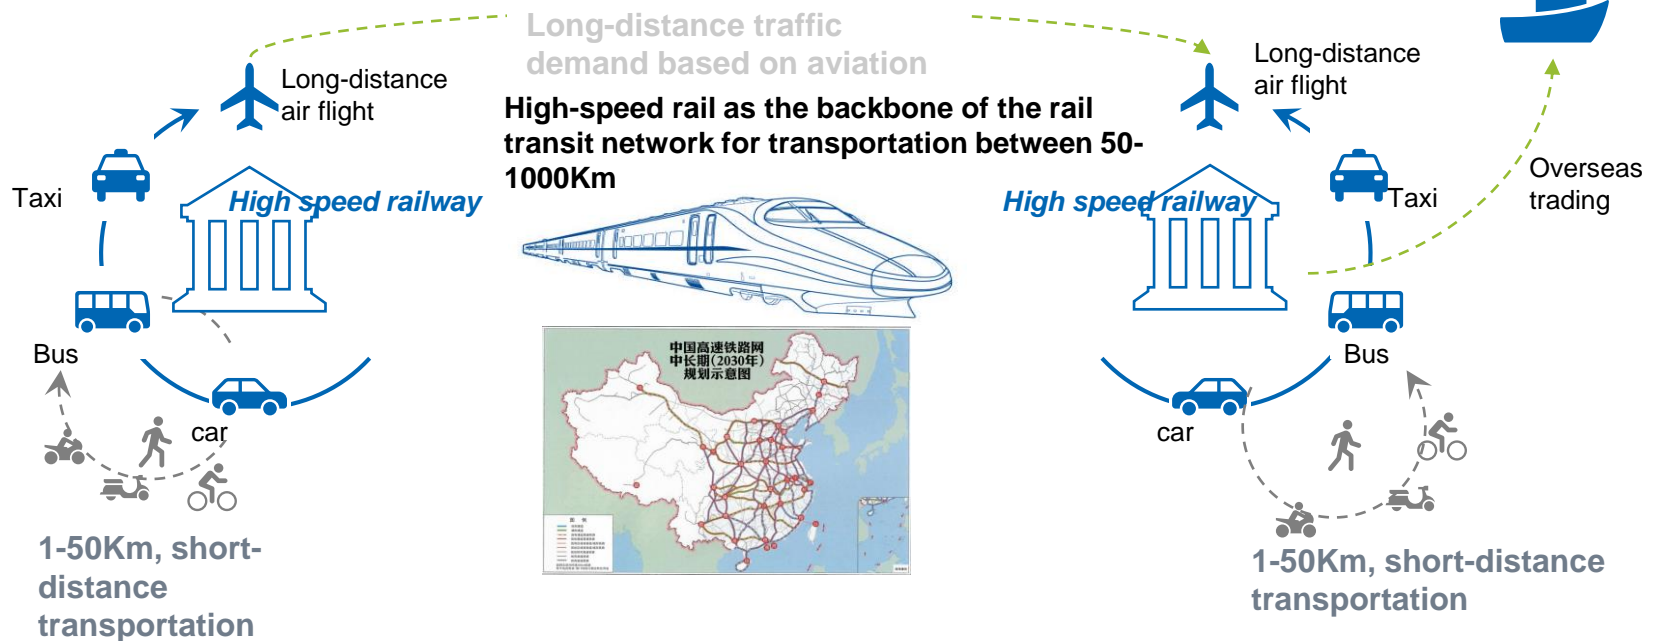 Long-distance traffic
demand based on aviation
Long-distance
air flight
High-speed rail as the backbone of the rail
transit network for transportation between 50-
1000Km
Long-distance
air flight
Taxi
High speed railway
High speed railway
Taxi
Overseas
trading
中国高速铁路网
中长期(2030年)
规划示意图
Bus
car
Bus
car
图 例
1-50Km, short-
distance
transportation
1-50Km, short-distance
transportation